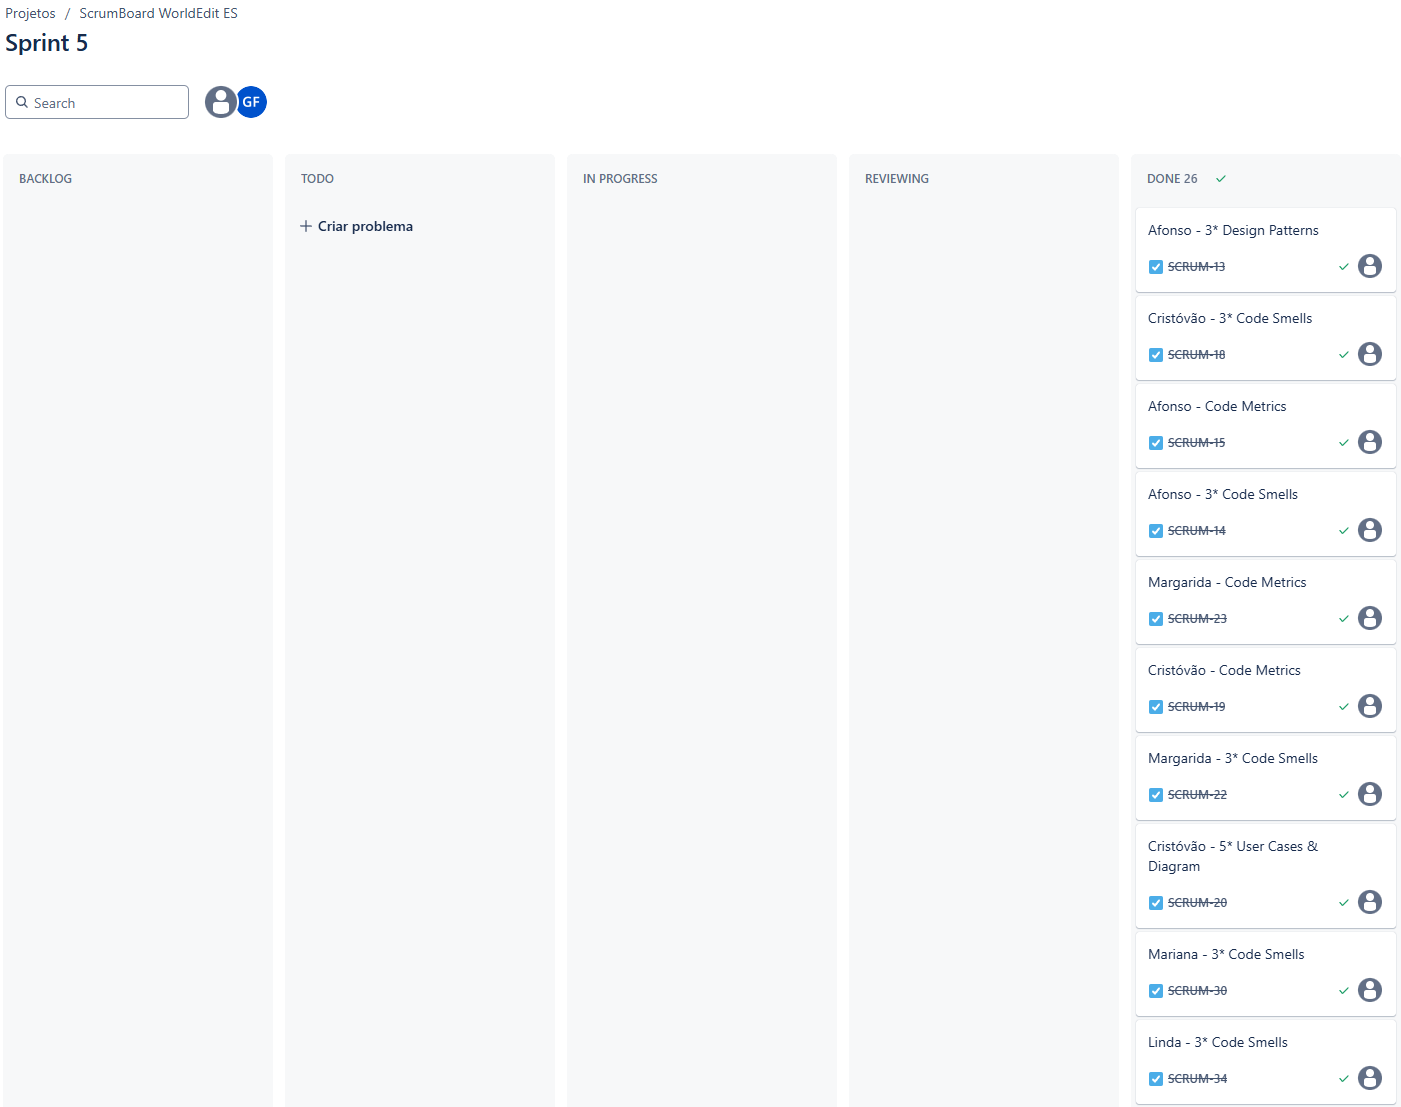 Projetos / ScrumBoard WorldEdit ES
Sprint 5
Search
GF
BACKLOG
TODO
+ Criar problema
IN PROGRESS
REVIEWING
DONE 26
Afonso - 3* Design Patterns
SCRUM-13
Cristóvão - 3* Code Smells
SCRUM-18
Afonso - Code Metrics
SCRUM-15
Afonso - 3* Code Smells
SCRUM-14
Margarida - Code Metrics
SCRUM-23
Cristóvão - Code Metrics
SCRUM-19
Margarida - 3* Code Smells
SCRUM-22
Cristóvão - 5* User Cases &
Diagram
SCRUM-20
Mariana - 3* Code Smells
SCRUM-30
Linda - 3* Code Smells
SCRUM-34